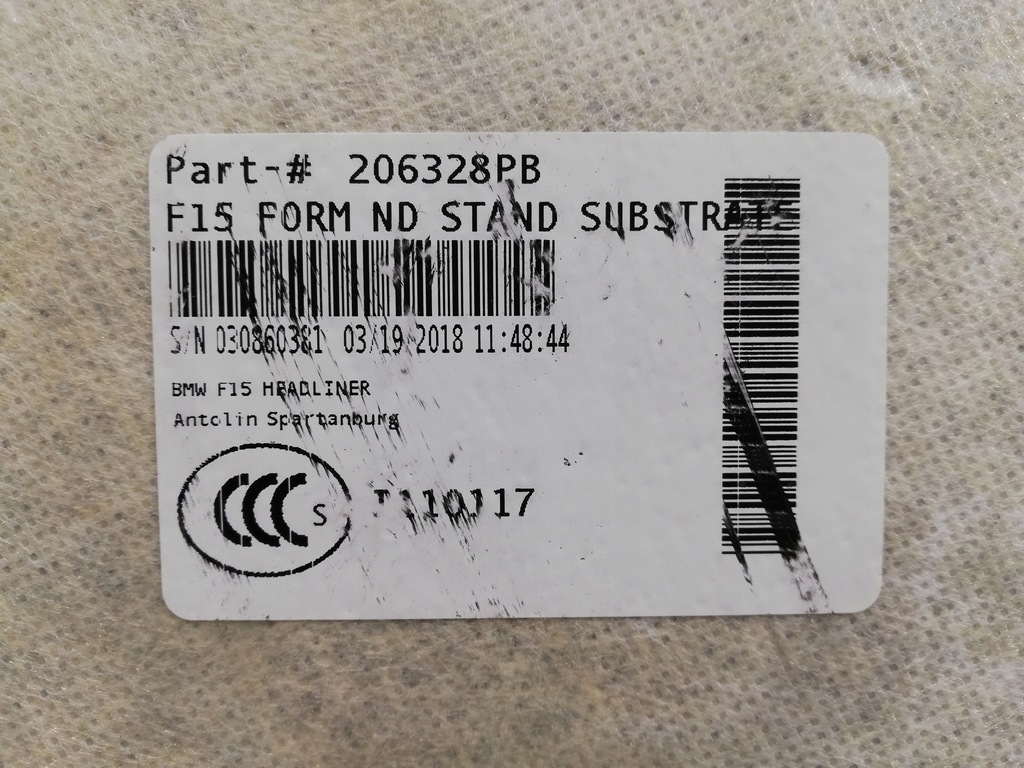 Part-# 206328PB
F15 FORM ND STAND SUBSTRAT
S/N 030860381 03/19/2018 11:48:44
BMW F15 HEADLINER
Antolin Spartanburg
CCC S